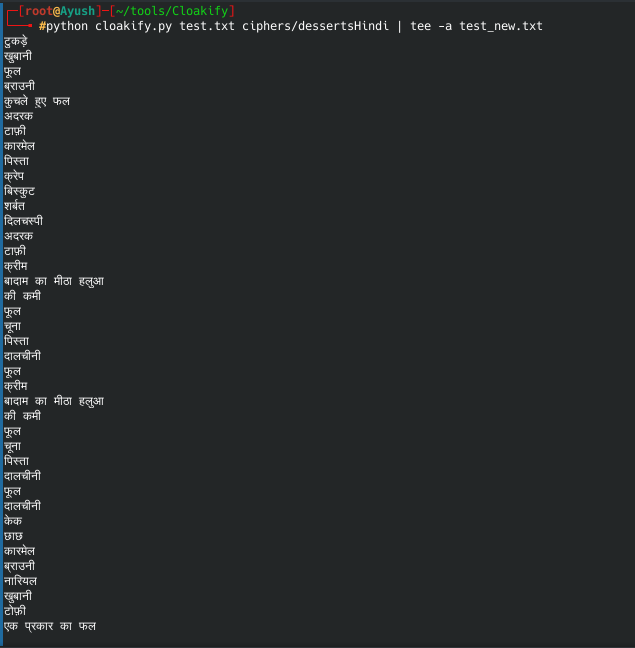 [root@Ayush]─[~/tools/Cloakify]
#python cloakify.py test.txt ciphers/dessertsHindi | tee -a test_new.txt
टुकड़े
खुबानी
फूल
ब्राउनी
कुचले हुए फल
अदरक
टाफ़ी
कारमेल
पिस्ता
क्रेप
बिस्कुट
शर्बत
दिलचस्पी
अदरक
टाफ़ी
क्रीम
बादाम का मीठा हलुआ
की कमी
फूल
चूना
पिस्ता
दालचीनी
फूल
क्रीम
बादाम का मीठा हलुआ
की कमी
फूल
चूना
पिस्ता
दालचीनी
फूल
दालचीनी
केक
छाछ
कारमेल
ब्राउनी
नारियल
खुबानी
टोफ़ी
एक प्रकार का फल